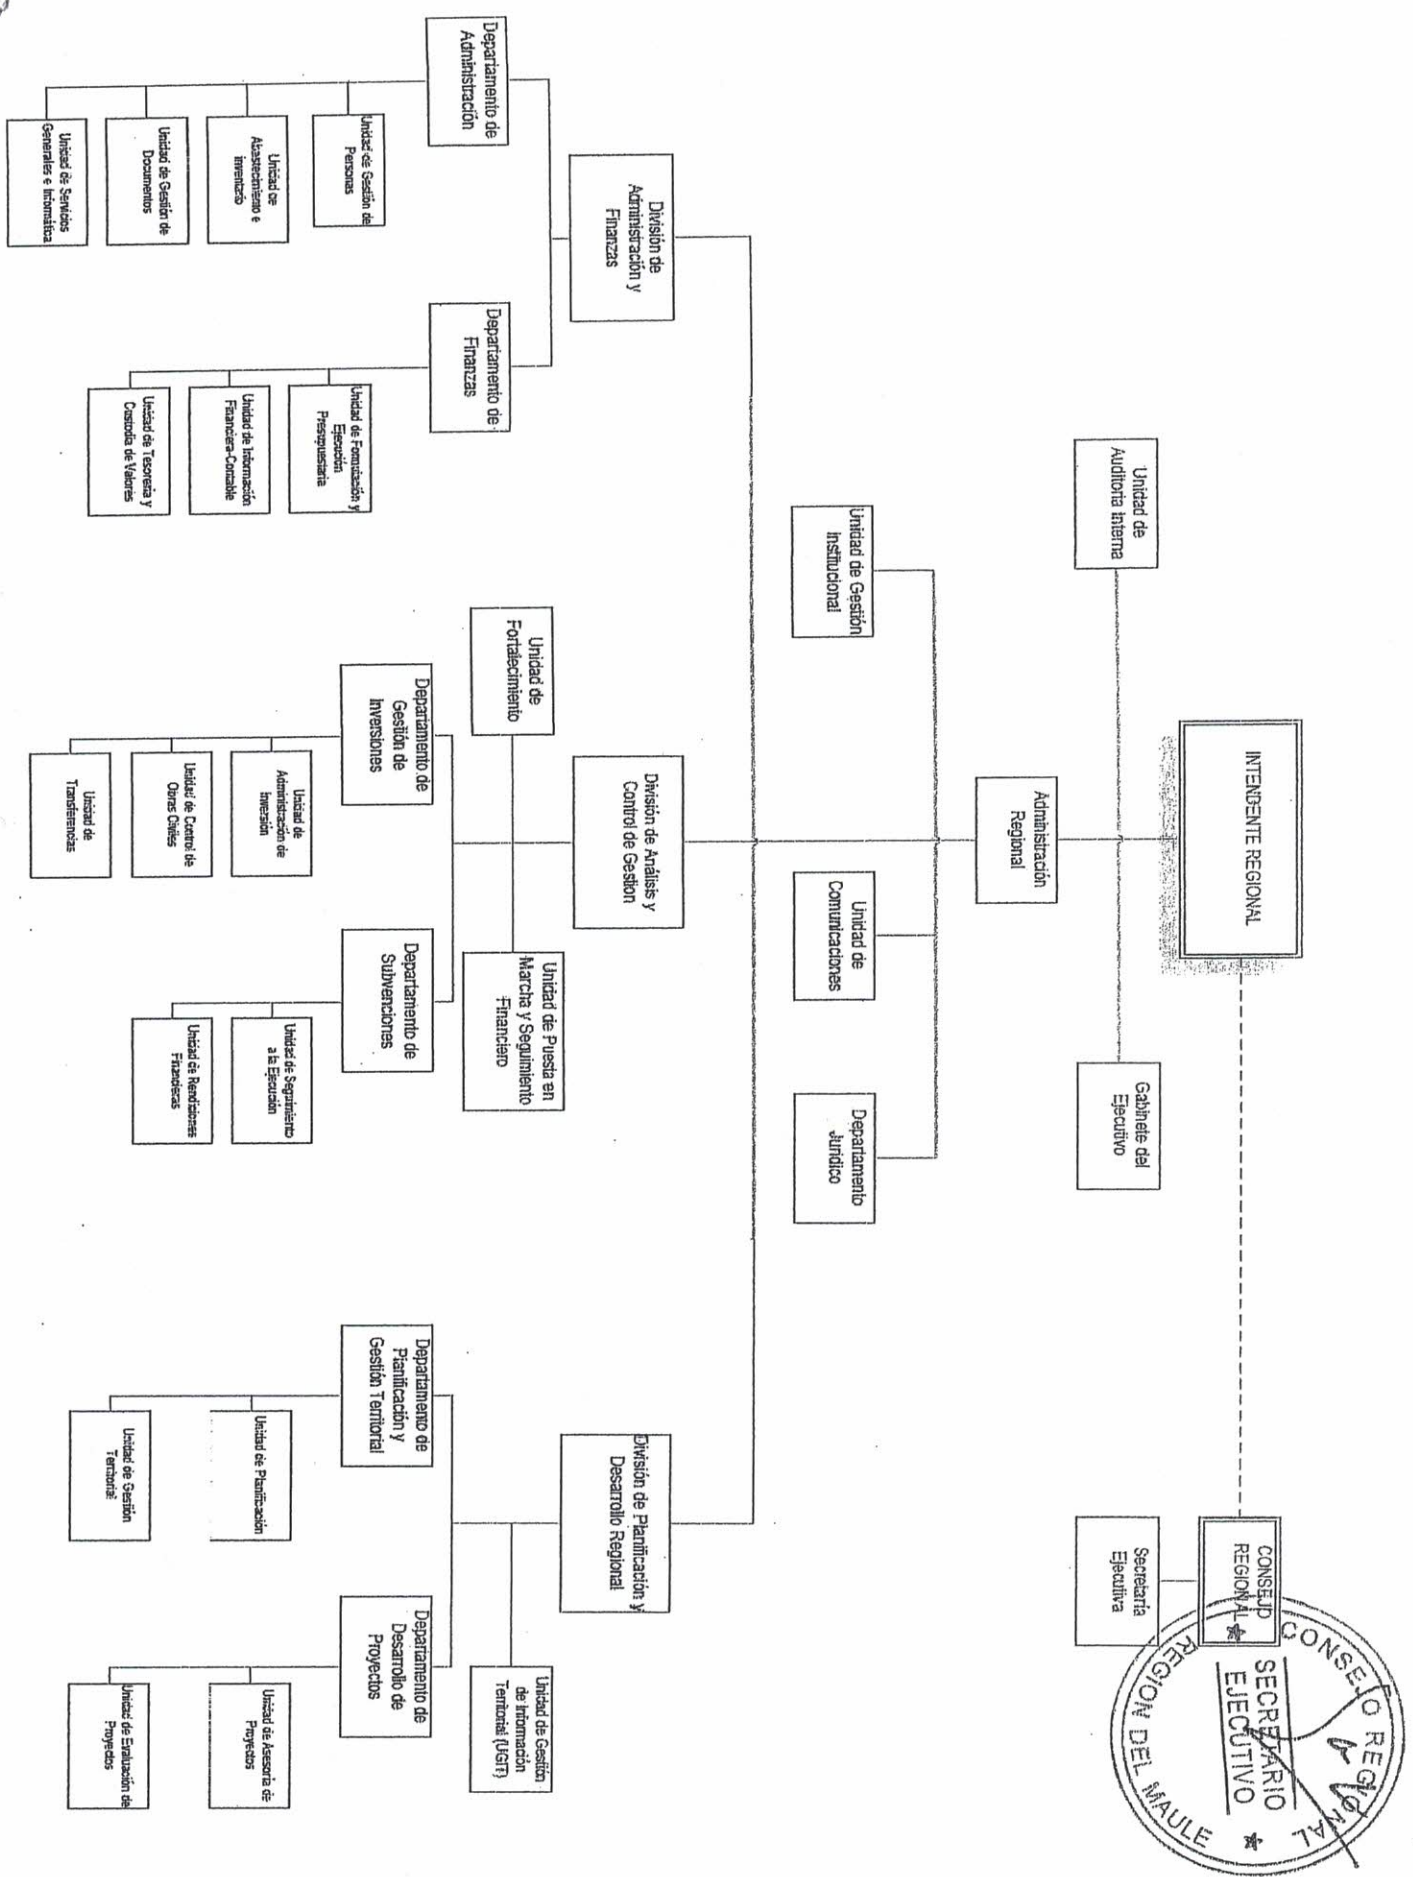 INTENDENTE REGIONAL
CONSEJO
REGIONAL
Secretaría
Ejecutiva
CONSEJO REGIONAL
SECRETARIO
EJECUTIVO
REGION DEL MAULE
Unidad de
Auditoria Interna
Gabinete del
Ejecutivo
Administración
Regional
Unidad de Gestión
Institucional
Unidad de
Comunicaciones
Departamento
Jurídico
División de
Administración y
Finanzas
División de Análisis y
Control de Gestion
División de Planificación y
Desarrollo Regional
Departamento de
Administración
Departamento de
Finanzas
Unidad de
Fortalecimiento
Unidad de Puesta en
Marcha y Seguimiento
Financiero
Unidad de Gestión
de Información
Territorial (UGIT)
Departamento de
Gestión de
Inversiones
Departamento de
Subvenciones
Departamento de
Planificación y
Gestión Territorial
Departamento de
Desarrollo de
Proyectos
Unidad de Gestión de
Personas
Unidad de
Abastecimiento e
inventario
Unidad de Gestión de
Documentos
Unidad de Servicios
Generales e Informática
Unidad de Formulación y
Ejecución
Presupuestaria
Unidad de Información
Financiera-Contable
Unidad de Tesoreria y
Custodia de Valores
Unidad de
Administración de
Inversión
Unidad de Control de
Obras Civiles
Unidad de
Transferencias
Unidad de Seguimiento
a la Ejecución
Unidad de Rendiciones
Financieras
Unidad de Planificación
Unidad de Gestión
Territorial
Unidad de Asesoria de
Proyectos
Unidad de Evaluación de
Proyectos